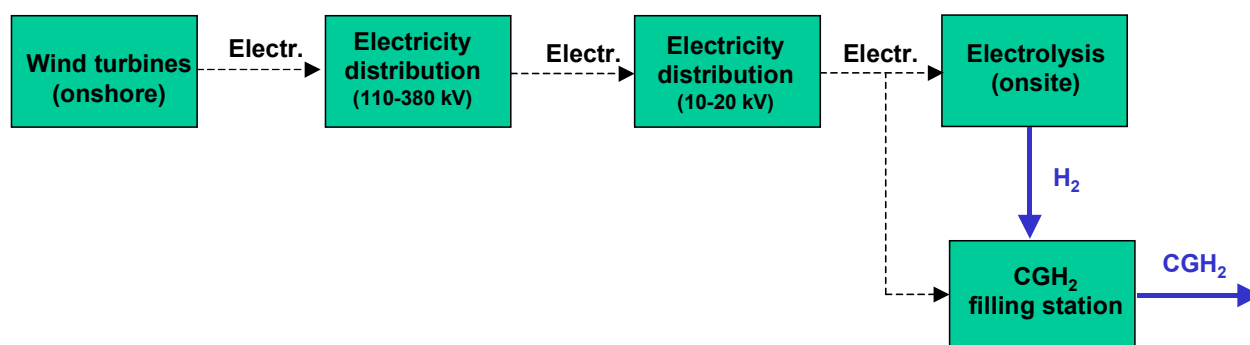 Wind turbines
(onshore)
Electr.
Electricity
distribution
(110-380 kV)
Electr.
Electricity
distribution
(10-20 kV)
Electr.
Electrolysis
(onsite)
H₂
CGH₂
filling station
CGH₂